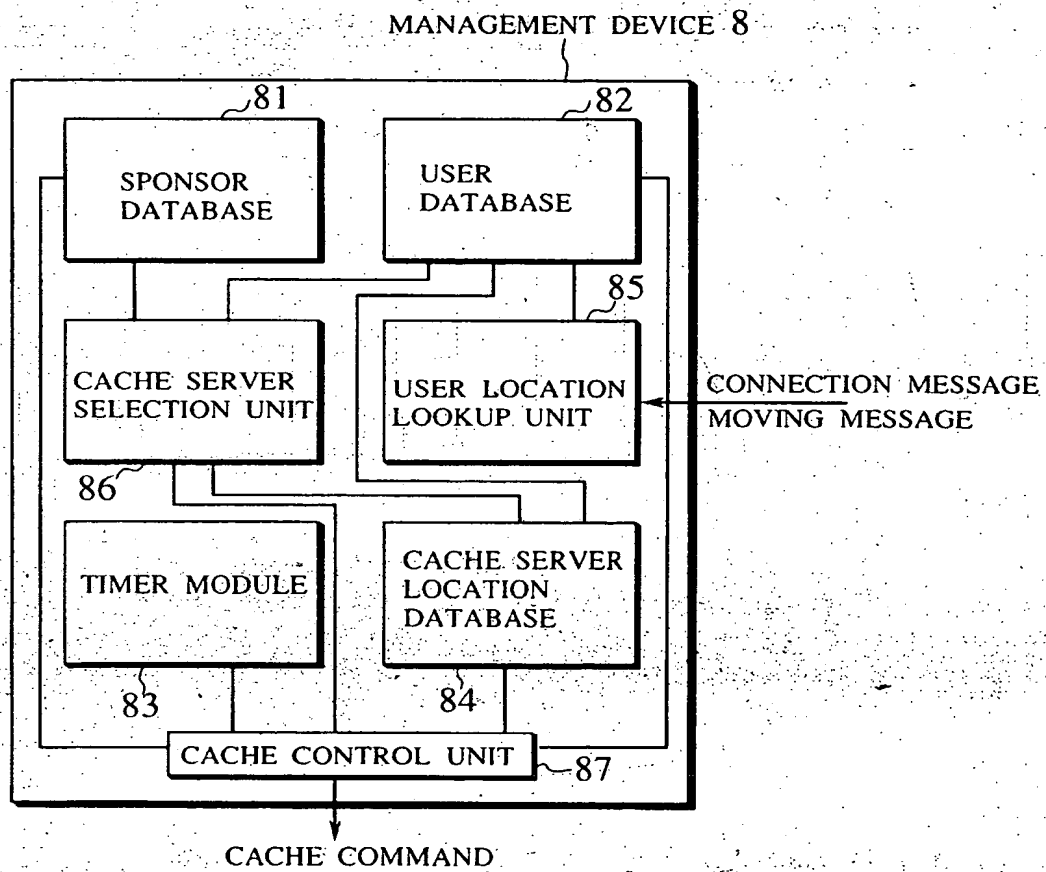 MANAGEMENT DEVICE 8
81
82
SPONSOR
DATABASE
USER
DATABASE
85
CACHE SERVER
SELECTION UNIT
USER LOCATION
LOOKUP UNIT
CONNECTION MESSAGE
MOVING MESSAGE
86
TIMER MODULE
CACHE SERVER
LOCATION
DATABASE
83
84
CACHE CONTROL UNIT
87
CACHE COMMAND